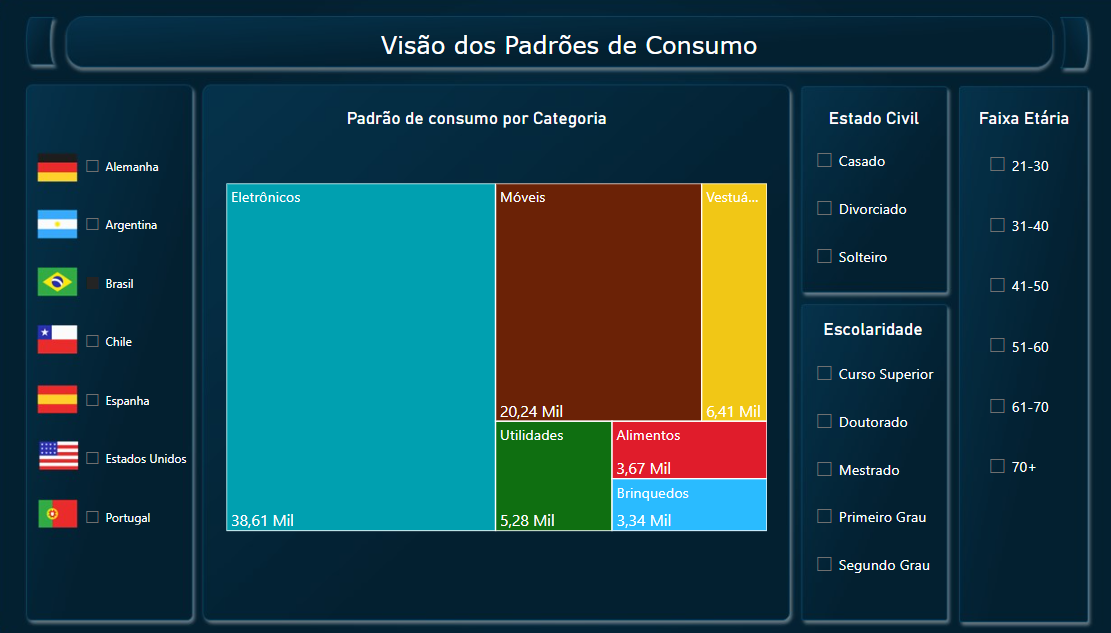 Visão dos Padrões de Consumo
Alemanha
Argentina
Brasil
Chile
Espanha
Estados Unidos
Portugal
Padrão de consumo por Categoria
Eletrônicos
38,61 Mil
Móveis
20,24 Mil
Vestuá...
6,41 Mil
Utilidades
5,28 Mil
Alimentos
3,67 Mil
Brinquedos
3,34 Mil
Estado Civil
Casado
Divorciado
Solteiro
Escolaridade
Curso Superior
Doutorado
Mestrado
Primeiro Grau
Segundo Grau
Faixa Etária
21-30
31-40
41-50
51-60
61-70
70+